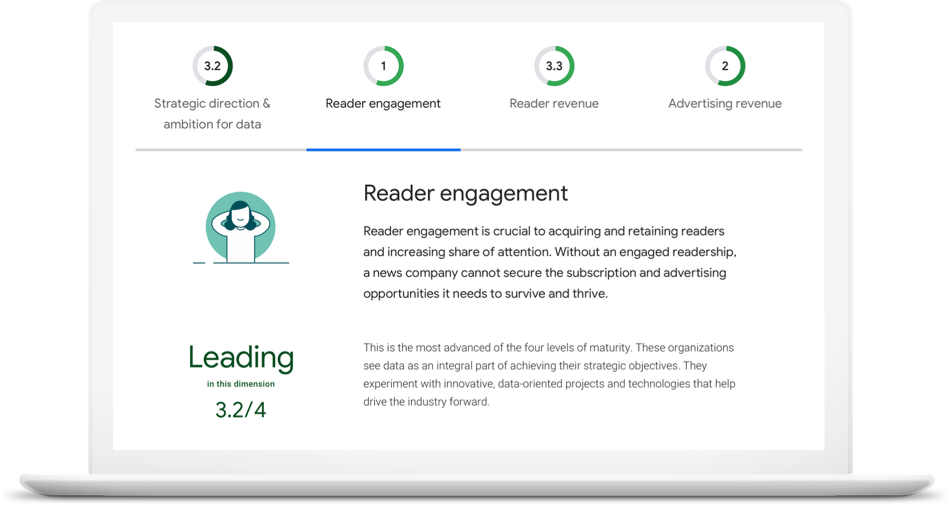 3.2
1
3.3
2
Strategic direction &
ambition for data
Reader engagement
Reader revenue
Advertising revenue
Reader engagement
Reader engagement is crucial to acquiring and retaining readers
and increasing share of attention. Without an engaged readership,
a news company cannot secure the subscription and advertising
opportunities it needs to survive and thrive.
Leading
in this dimension
3.2/4
This is the most advanced of the four levels of maturity. These organizations
see data as an integral part of achieving their strategic objectives. They
experiment with innovative, data-oriented projects and technologies that help
drive the industry forward.